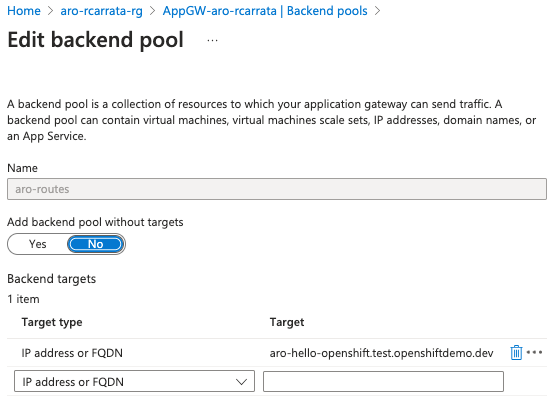 Home > aro-rcarrata-rg > AppGW-aro-rcarrata | Backend pools >
Edit backend pool ...
A backend pool is a collection of resources to which your application gateway can send traffic. A
backend pool can contain virtual machines, virtual machines scale sets, IP addresses, domain names, or
an App Service.
Name
aro-routes
Add backend pool without targets
Yes No
Backend targets
1 item
Target type Target
IP address or FQDN aro-hello-openshift.test.openshiftdemo.dev ...
IP address or FQDN